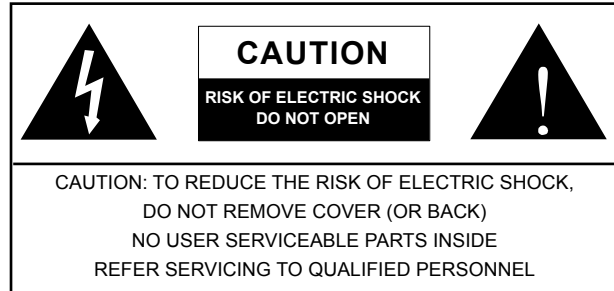 CAUTION
RISK OF ELECTRIC SHOCK
DO NOT OPEN
!
CAUTION: TO REDUCE THE RISK OF ELECTRIC SHOCK,
DO NOT REMOVE COVER (OR BACK)
NO USER SERVICEABLE PARTS INSIDE
REFER SERVICING TO QUALIFIED PERSONNEL